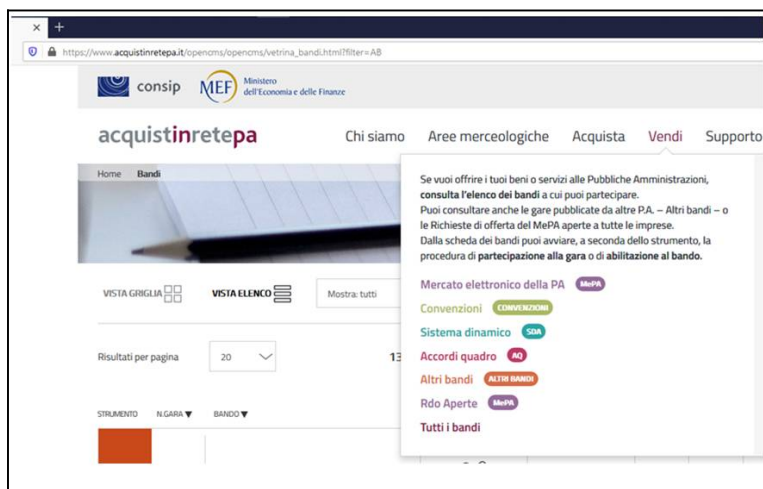 https://www.acquistinretepa.it/opencms/opencms/vetrina_bandi.html?filter=AB
consip MEF Ministero
dell'Economia e delle Finanze
acquistinretepa Chi siamo Aree merceologiche Acquista Vendi Supporto
Home Bandi
Se vuoi offrire i tuoi beni o servizi alle Pubbliche Amministrazioni,
consulta l'elenco dei bandi a cui puoi partecipare.
Puoi consultare anche le gare pubblicate da altre P.A. – Altri bandi – o
le Richieste di offerta del MePA aperte a tutte le imprese.
Dalla scheda dei bandi puoi avviare, a seconda dello strumento, la
procedura di partecipazione alla gara o di abilitazione al bando.
Mercato elettronico della PA MePA
Convenzioni CONVENZIONI
Sistema dinamico SDA
Accordi quadro AQ
Altri bandi ALTRI BANDI
Rdo Aperte MePA
Tutti i bandi
VISTA GRIGLIA VISTA ELENCO Mostra: tutti
Risultati per pagina 20 13
STRUMENTO N.GARA BANDO